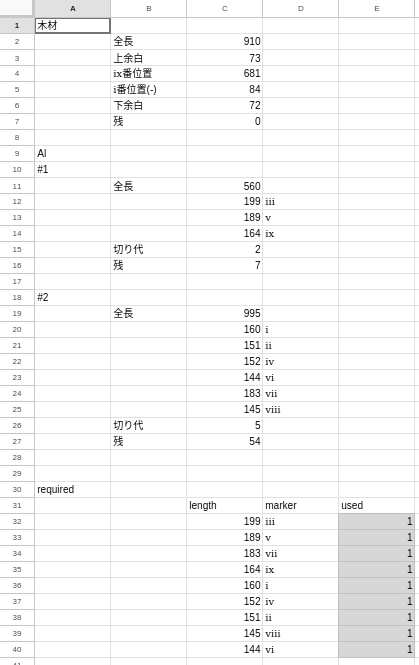 A B C D E
1 木材
2 全長 910
3 上余白 73
4 ix番位置 681
5 i番位置(-) 84
6 下余白 72
7 残 0
8
9 Al
10 #1
11 全長 560
12 199 iii
13 189 v
14 164 ix
15 切り代 2
16 残 7
17
18 #2
19 全長 995
20 160 i
21 151 ii
22 152 iv
23 144 vi
24 183 vii
25 145 viii
26 切り代 5
27 残 54
28
29
30 required
31 length marker used
32 199 iii 1
33 189 v 1
34 183 vii 1
35 164 ix 1
36 160 i 1
37 152 iv 1
38 151 ii 1
39 145 viii 1
40 144 vi 1